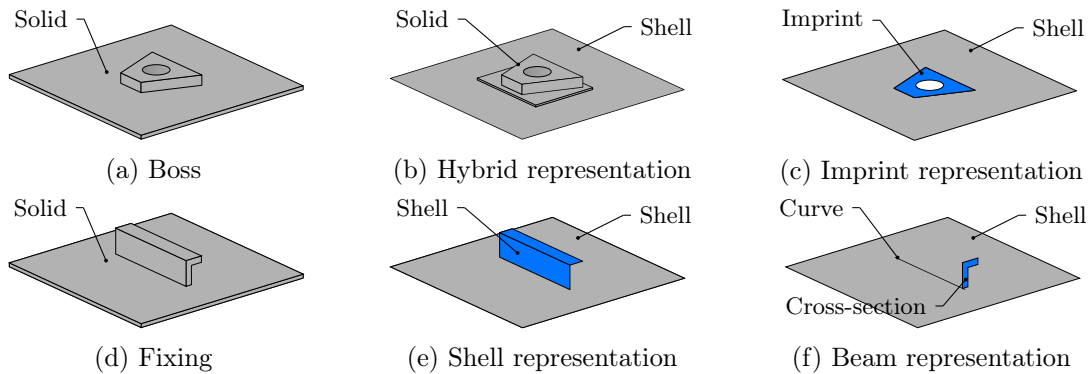 Solid
Solid
Shell
Imprint
Shell
(a) Boss
(b) Hybrid representation
(c) Imprint representation
Solid
Shell
Shell
Curve
Shell
Cross-section
(d) Fixing
(e) Shell representation
(f) Beam representation